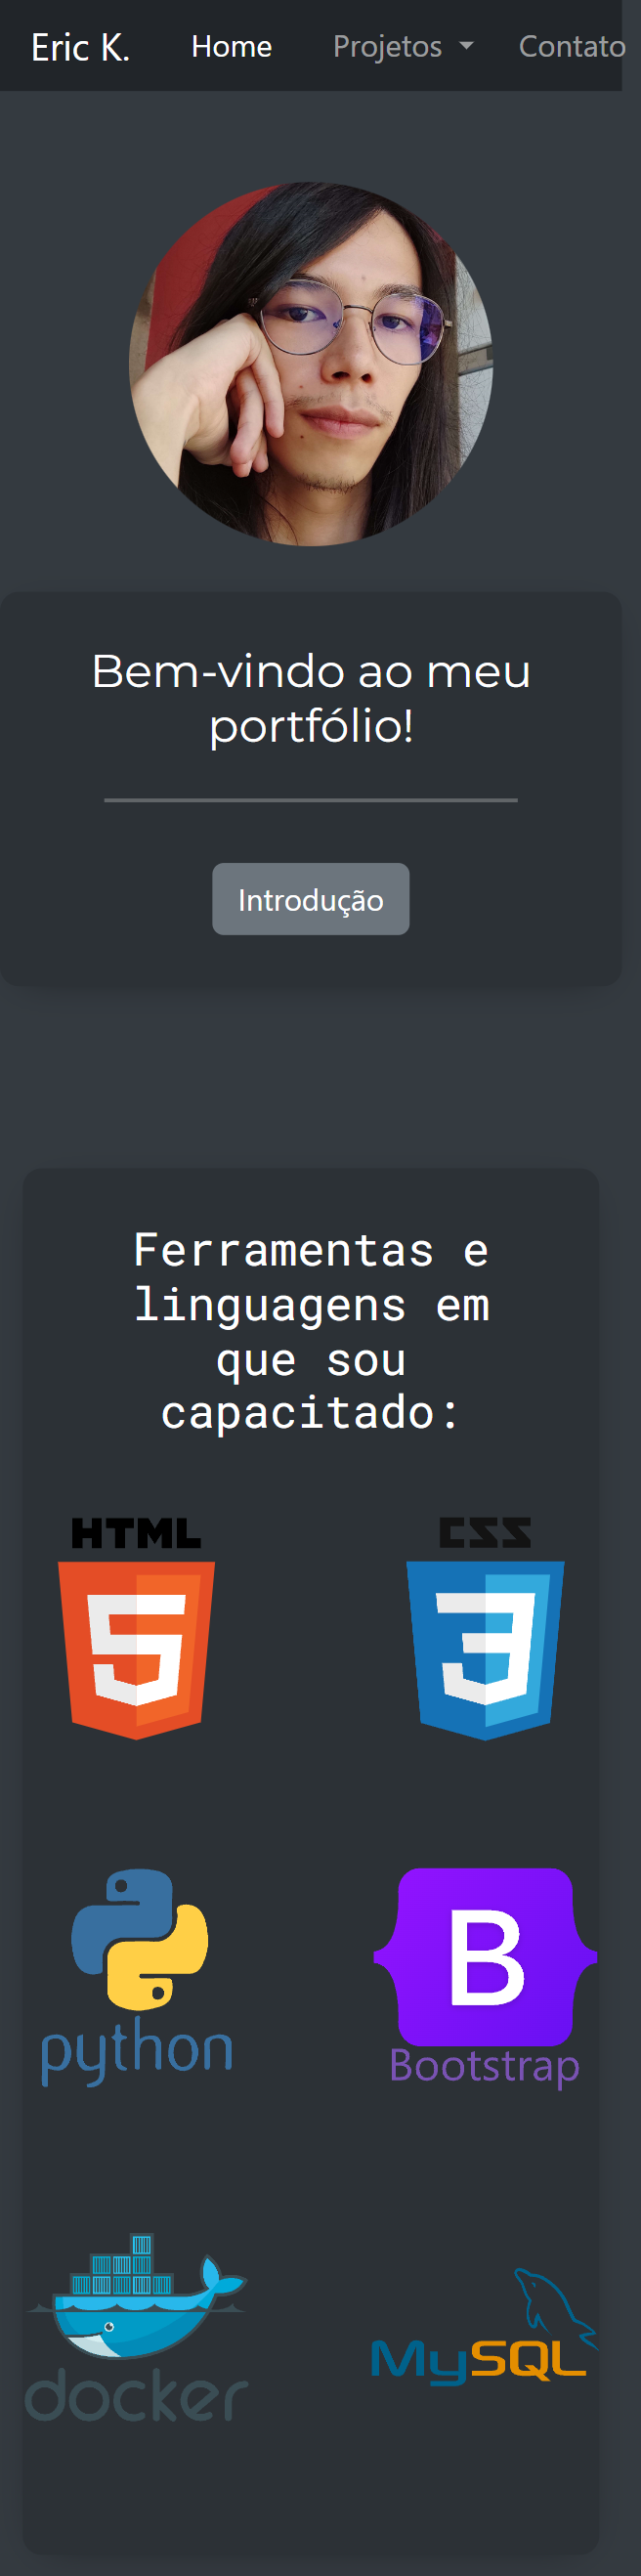 Eric K. Home Projetos Contato
Bem-vindo ao meu
portfólio!
Introdução
Ferramentas e
linguagens em
que sou
capacitado:
HTML CSS
5 3
B
python Bootstrap
docker MySQL